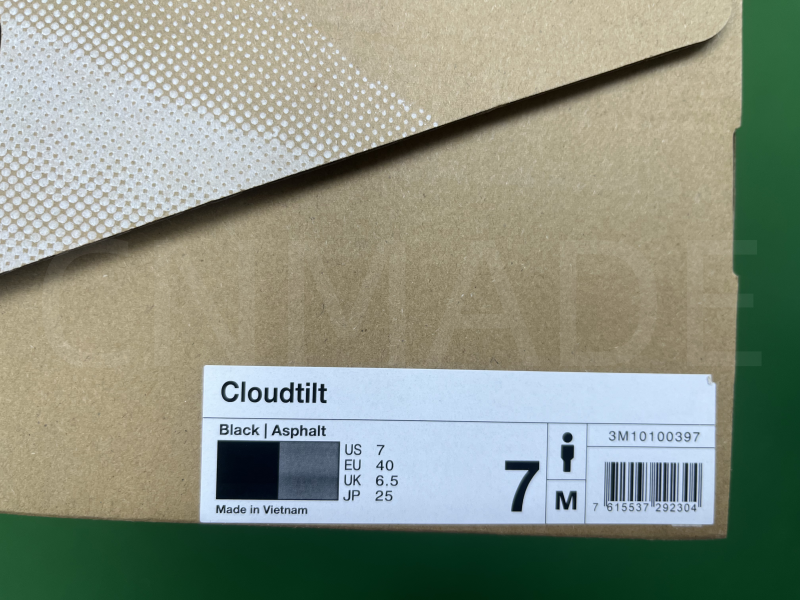 CNMADE
Cloudtilt
Black | Asphalt
US 7
EU 40
UK 6.5
JP 25
Made in Vietnam
7
M
3M10100397
7 615537 292304